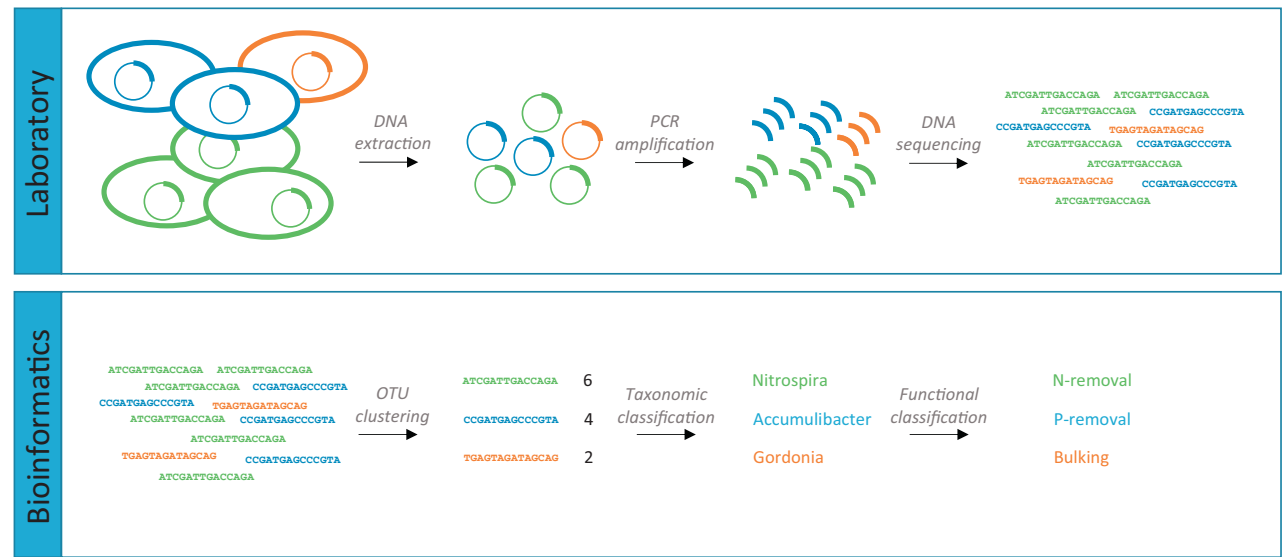 Laboratory
DNA
extraction
PCR
amplification
DNA
sequencing
ATCGATTGACCAGA ATCGATTGACCAGA
ATCGATTGACCAGA CCGATGAGCCCGTA
CCGATGAGCCCGTA TGAGTAGATAGCAG
ATCGATTGACCAGA CCGATGAGCCCGTA
ATCGATTGACCAGA
TGAGTAGATAGCAG CCGATGAGCCCGTA
ATCGATTGACCAGA
Bioinformatics
ATCGATTGACCAGA ATCGATTGACCAGA
ATCGATTGACCAGA CCGATGAGCCCGTA
CCGATGAGCCCGTA TGAGTAGATAGCAG
ATCGATTGACCAGA CCGATGAGCCCGTA
ATCGATTGACCAGA
TGAGTAGATAGCAG CCGATGAGCCCGTA
ATCGATTGACCAGA
OTU
clustering
ATCGATTGACCAGA 6
CCGATGAGCCCGTA 4
TGAGTAGATAGCAG 2
Taxonomic
classification
Nitrospira
Accumulibacter
Gordonia
Functional
classification
N-removal
P-removal
Bulking